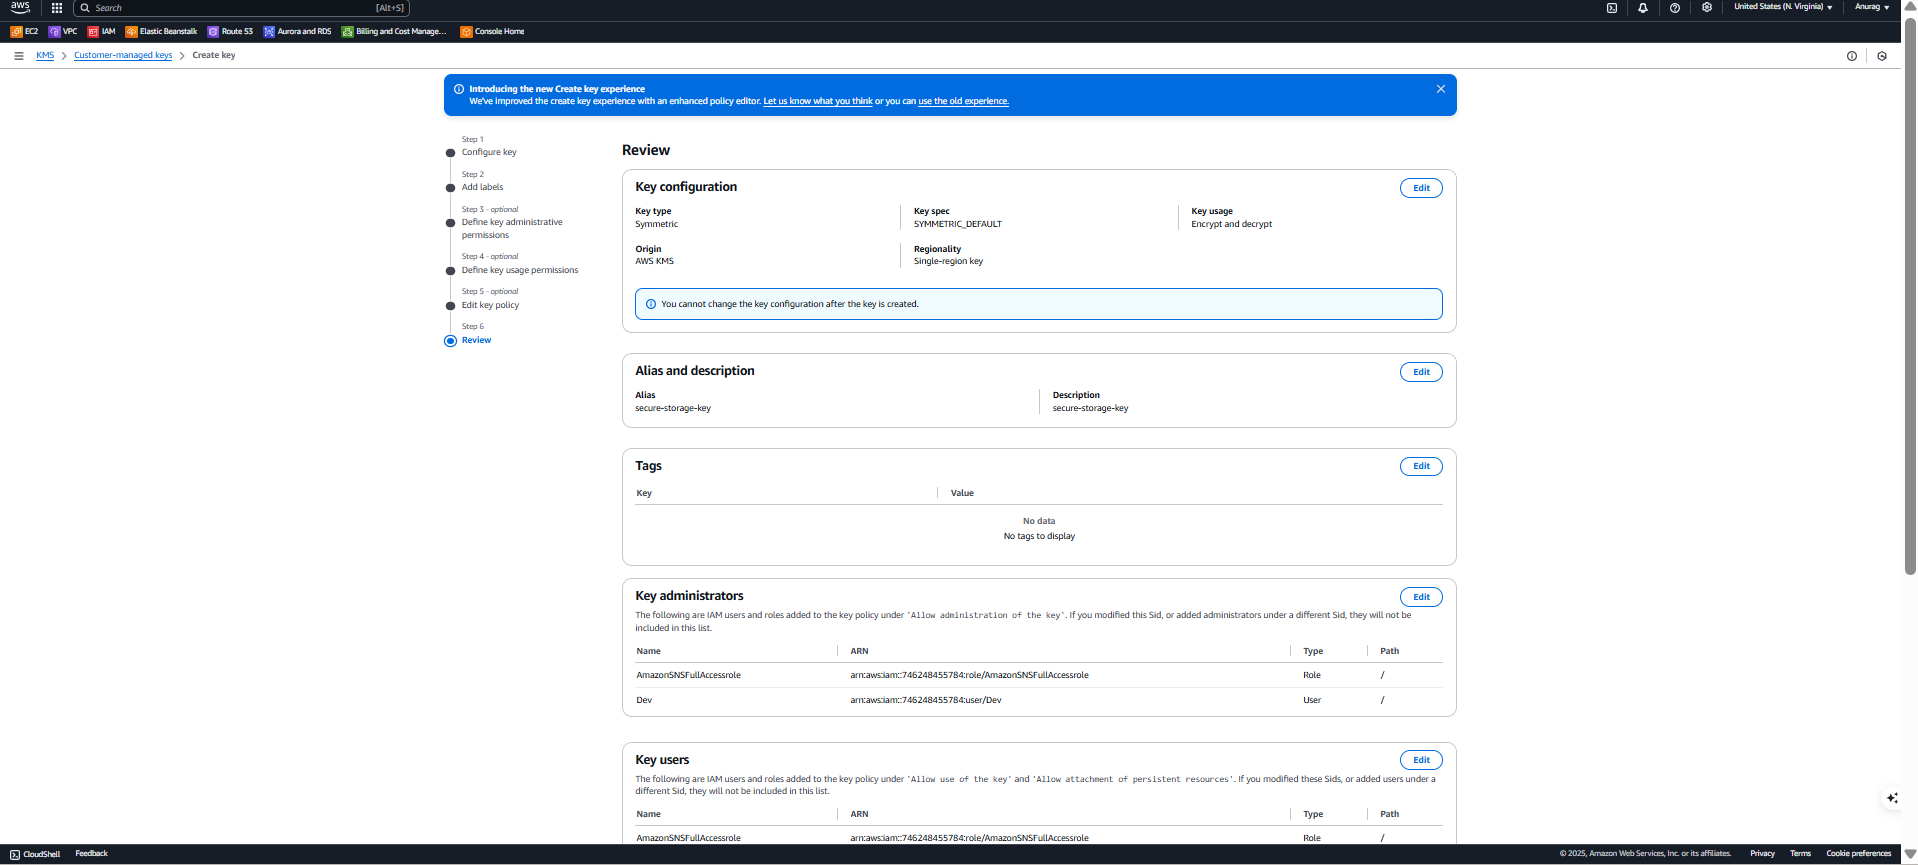 aws
Search [Alt+S]
United States (N. Virginia) Anurag
EC2 VPC IAM Elastic Beanstalk Route 53 Aurora and RDS Billing and Cost Manage... Console Home
KMS Customer-managed keys Create key
Introducing the new Create key experience
We've improved the create key experience with an enhanced policy editor. Let us know what you think or you can use the old experience.
Step 1
Configure key
Step 2
Add labels
Step 3 - optional
Define key administrative
permissions
Step 4 - optional
Define key usage permissions
Step 5 - optional
Edit key policy
Step 6
Review
Review
Key configuration Edit
Key type Key spec Key usage
Symmetric SYMMETRIC_DEFAULT Encrypt and decrypt
Origin Regionality
AWS KMS Single-region key
You cannot change the key configuration after the key is created.
Alias and description Edit
Alias Description
secure-storage-key secure-storage-key
Tags Edit
Key Value
No data
No tags to display
Key administrators Edit
The following are IAM users and roles added to the key policy under 'Allow administration of the key'. If you modified this Sid, or added administrators under a different Sid, they will not be
included in this list.
Name ARN Type Path
AmazonSNSFullAccessrole arn:aws:iam::746248455784:role/AmazonSNSFullAccessrole Role /
Dev arn:aws:iam::746248455784:user/Dev User /
Key users Edit
The following are IAM users and roles added to the key policy under 'Allow use of the key' and 'Allow attachment of persistent resources'. If you modified these Sids, or added users under a
different Sid, they will not be included in this list.
Name ARN Type Path
AmazonSNSFullAccessrole arn:aws:iam::746248455784:role/AmazonSNSFullAccessrole Role /
CloudShell Feedback © 2025, Amazon Web Services, Inc. or its affiliates. Privacy Terms Cookie preferences